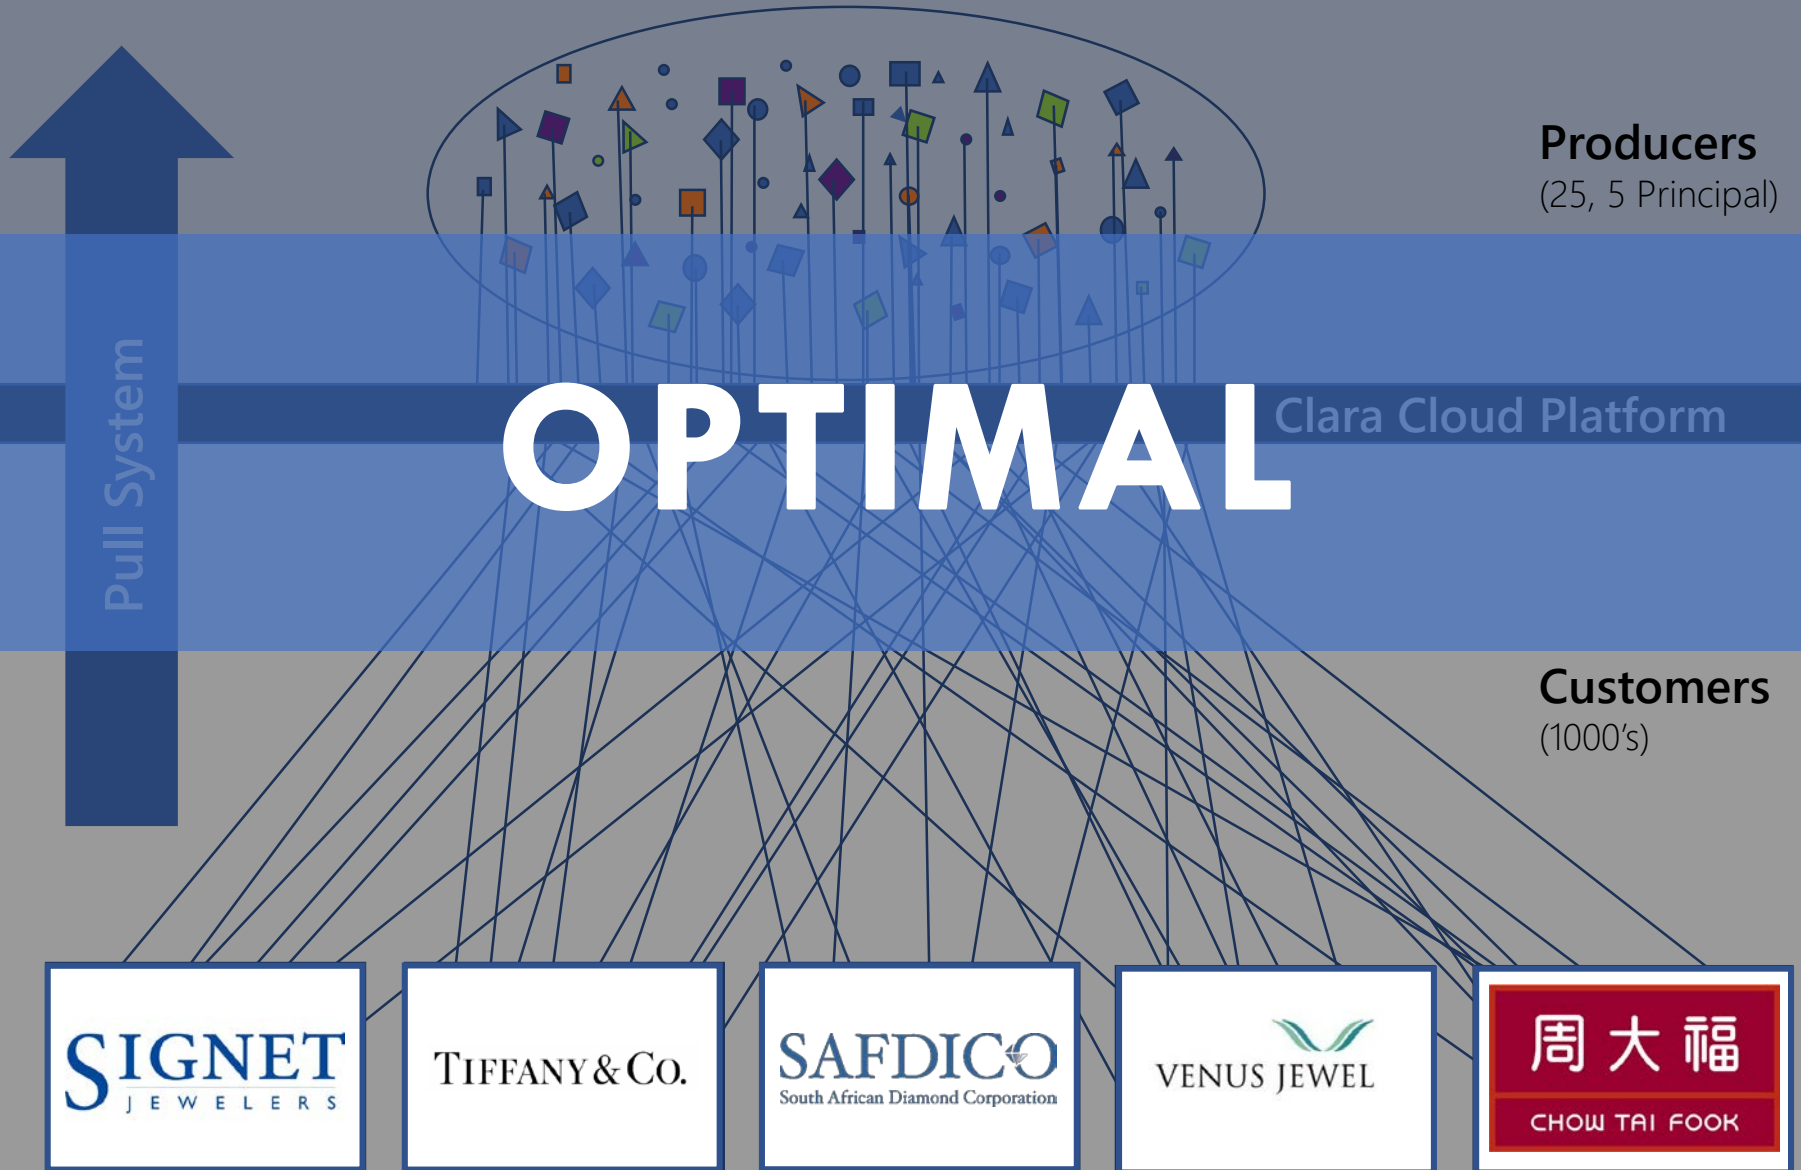 Producers
(25, 5 Principal)
Pull System
OPTIMAL
Clara Cloud Platform
Customers
(1000's)
SIGNET
JEWELERS
TIFFANY & CO.
SAFDICO
South African Diamond Corporation
VENUS JEWEL
周大福
CHOW TAI FOOK